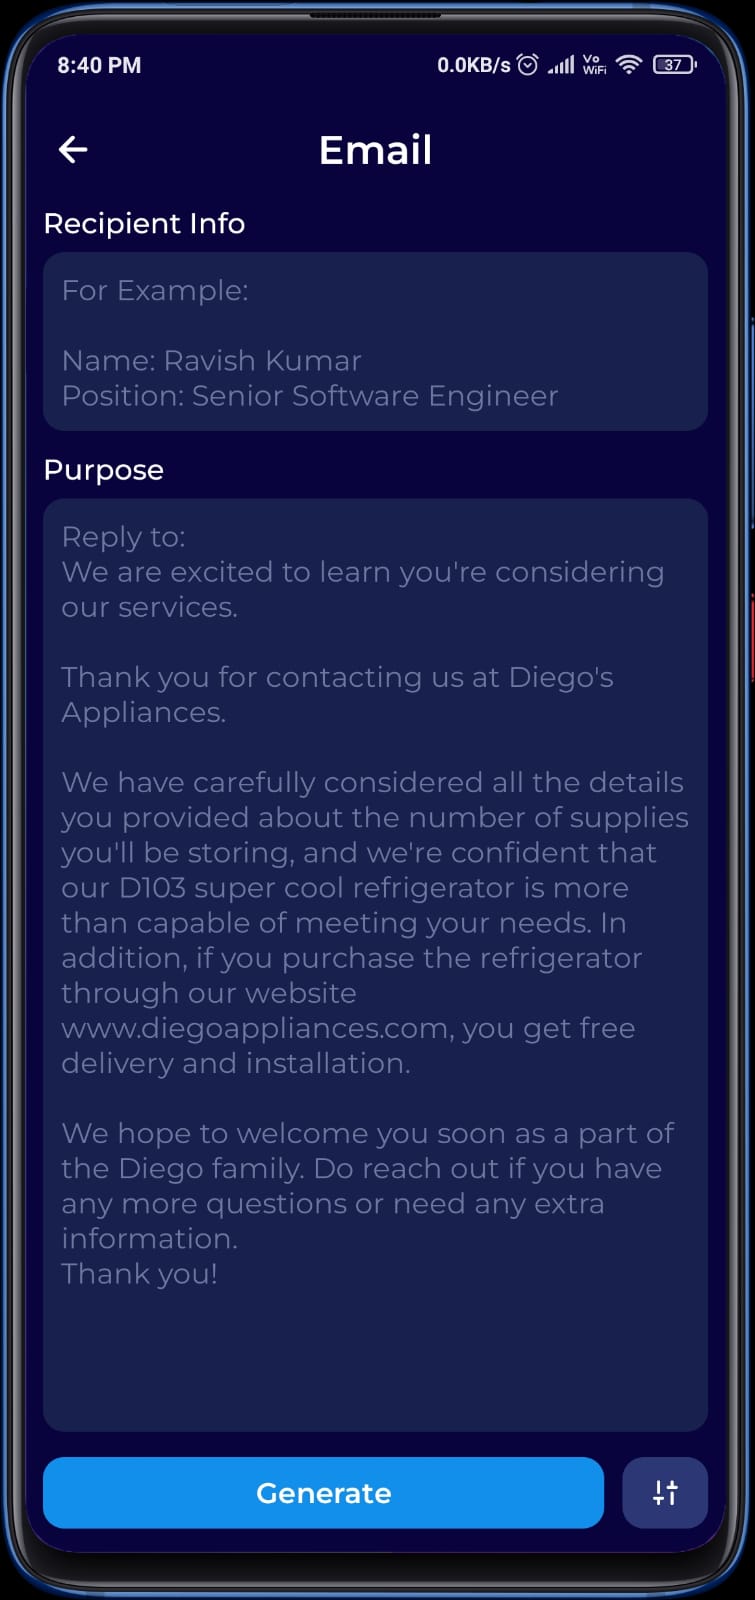 8:40 PM 0.0KB/s Vo WiFi 37
Email
Recipient Info
For Example:
Name: Ravish Kumar
Position: Senior Software Engineer
Purpose
Reply to:
We are excited to learn you're considering
our services.
Thank you for contacting us at Diego's
Appliances.
We have carefully considered all the details
you provided about the number of supplies
you'll be storing, and we're confident that
our D103 super cool refrigerator is more
than capable of meeting your needs. In
addition, if you purchase the refrigerator
through our website
www.diegoappliances.com, you get free
delivery and installation.
We hope to welcome you soon as a part of
the Diego family. Do reach out if you have
any more questions or need any extra
information.
Thank you!
Generate